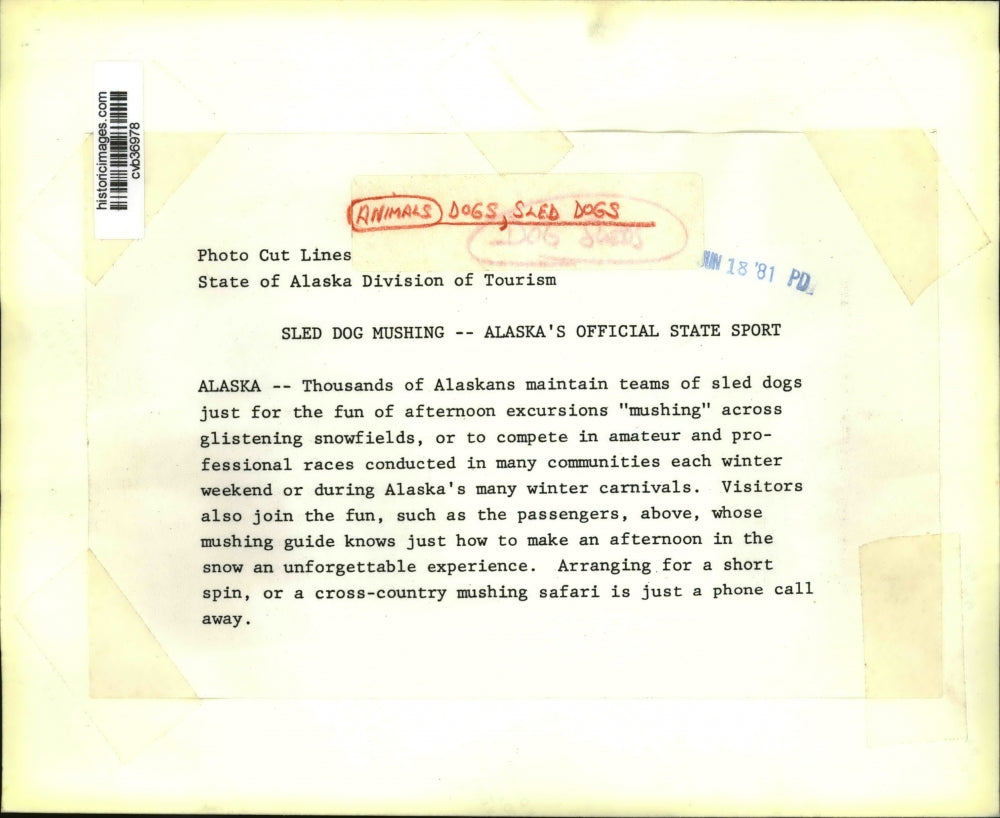 historicimages.com
cvb36978
ANIMALS DOGS, SLED DOGS
DOG SLEDS
JUN 18 '81 PD
Photo Cut Lines
State of Alaska Division of Tourism
SLED DOG MUSHING -- ALASKA'S OFFICIAL STATE SPORT
ALASKA -- Thousands of Alaskans maintain teams of sled dogs
just for the fun of afternoon excursions "mushing" across
glistening snowfields, or to compete in amateur and pro-
fessional races conducted in many communities each winter
weekend or during Alaska's many winter carnivals. Visitors
also join the fun, such as the passengers, above, whose
mushing guide knows just how to make an afternoon in the
snow an unforgettable experience. Arranging for a short
spin, or a cross-country mushing safari is just a phone call
away.